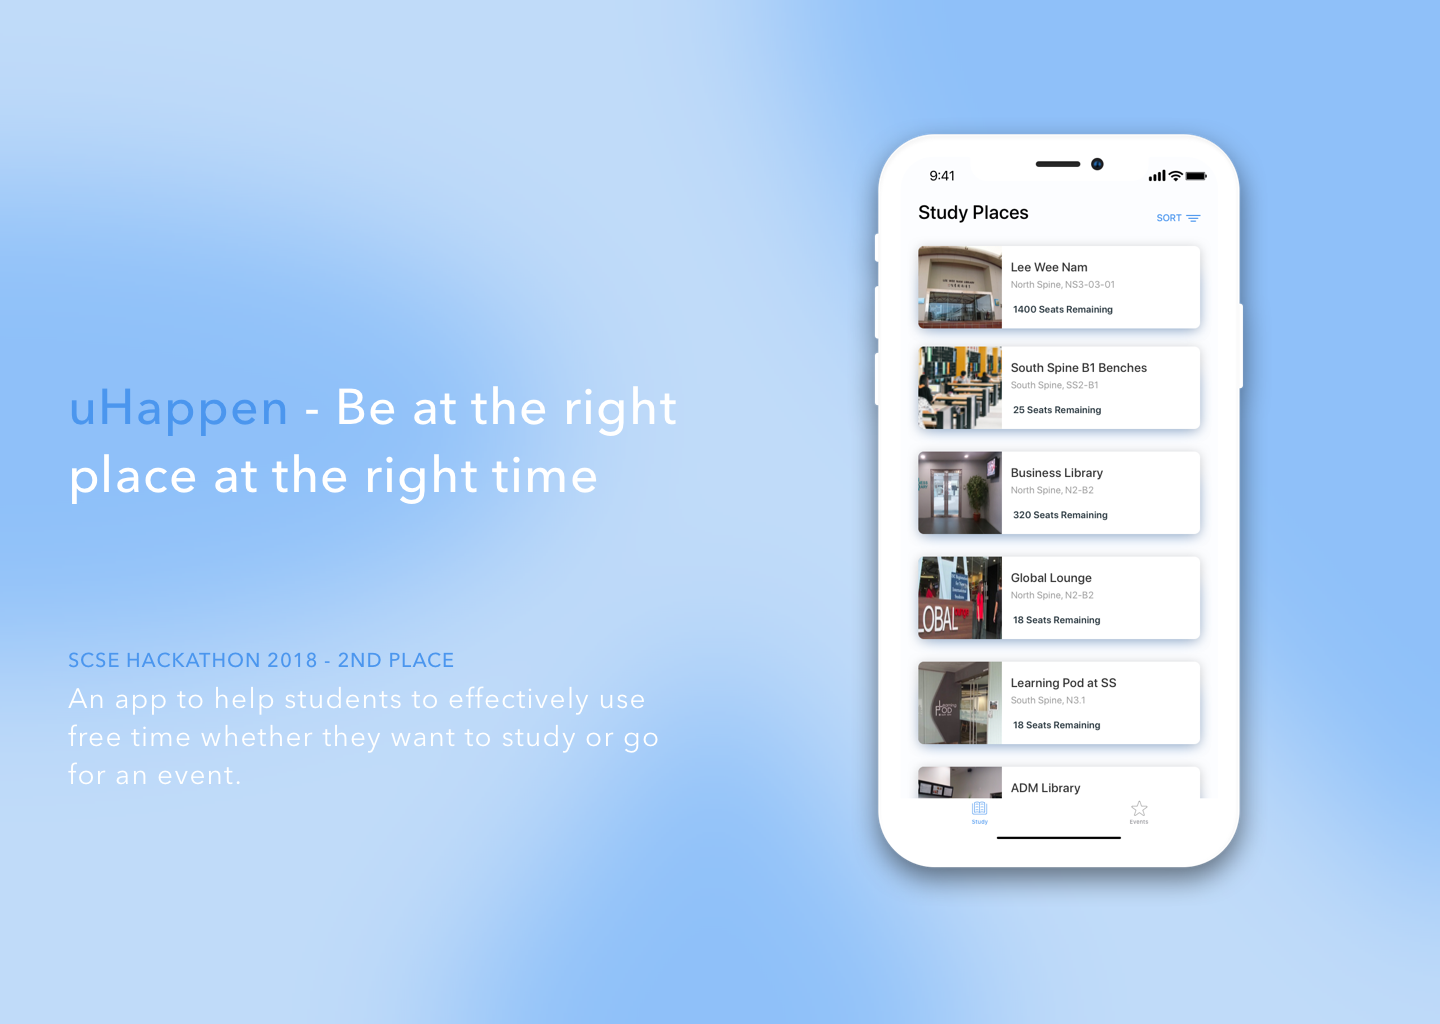 uHappen - Be at the right
place at the right time
SCSE HACKATHON 2018 - 2ND PLACE
An app to help students to effectively use
free time whether they want to study or go
for an event.
9:41
Study Places
SORT
Lee Wee Nam
North Spine, NS3-03-01
1400 Seats Remaining
South Spine B1 Benches
South Spine, SS2-B1
25 Seats Remaining
Business Library
North Spine, N2-B2
320 Seats Remaining
LOBAL
Global Lounge
North Spine, N2-B2
18 Seats Remaining
Learning
POD
Learning Pod at SS
South Spine, N3.1
18 Seats Remaining
ADM Library
Study
Events